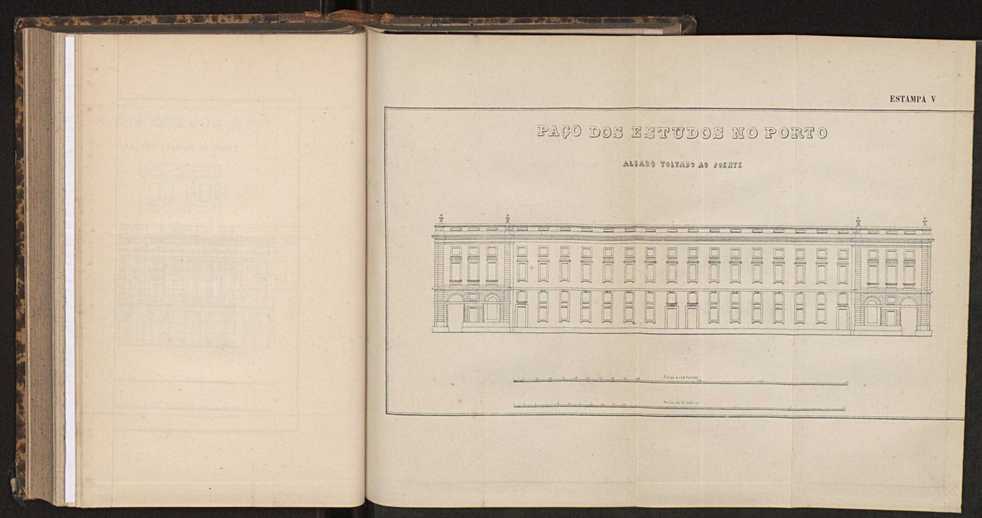 ESTAMPA V
PAÇO DOS ESTUDOS NO PORTO
ALÇADO VOLTADO AO POENTE